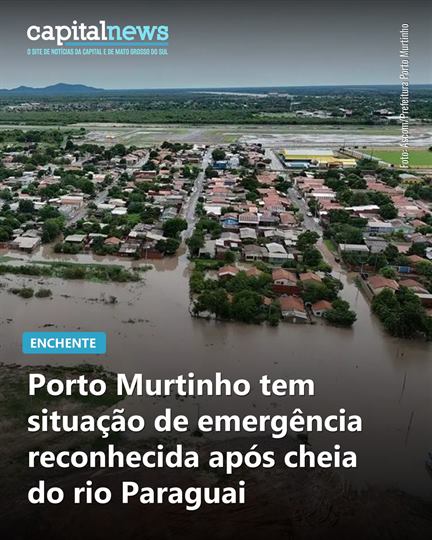 capitalnews
O SITE DE NOTÍCIAS DA CAPITAL E DE MATO GROSSO DO SUL
Foto: Ascom/Prefeitura Porto Murtinho
ENCHENTE
Porto Murtinho tem
situação de emergência
reconhecida após cheia
do rio Paraguai